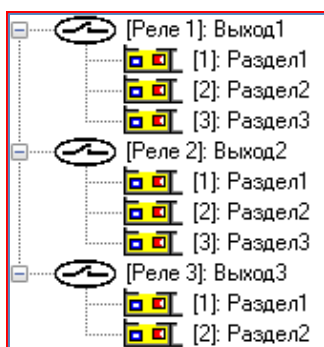 [Реле 1]: Выход1
[1]: Раздел1
[2]: Раздел2
[3]: Раздел3
[Реле 2]: Выход2
[1]: Раздел1
[2]: Раздел2
[3]: Раздел3
[Реле 3]: Выход3
[1]: Раздел1
[2]: Раздел2